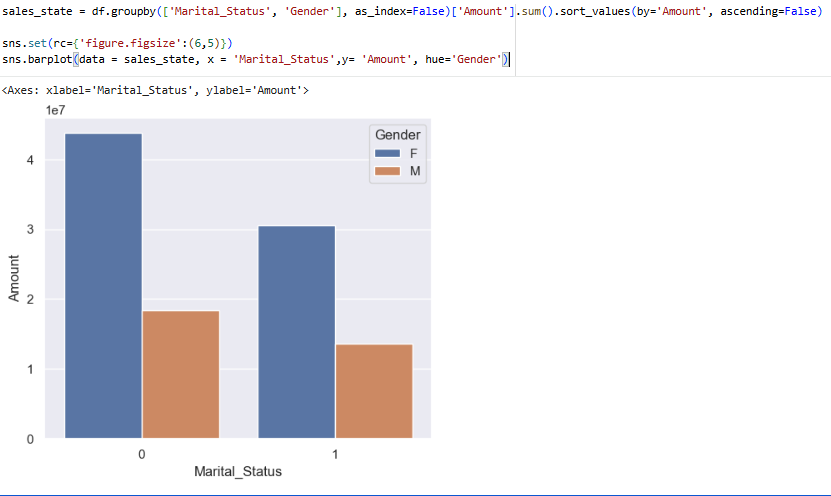 sales_state = df.groupby(['Marital_Status', 'Gender'], as_index=False)['Amount'].sum().sort_values(by='Amount', ascending=False)
sns.set(rc={'figure.figsize':(6,5)})
sns.barplot(data = sales_state, x = 'Marital_Status',y= 'Amount', hue='Gender')
<Axes: xlabel='Marital_Status', ylabel='Amount'>
1e7
Gender
F
M
4
3
2
1
0
Amount
0 1
Marital_Status